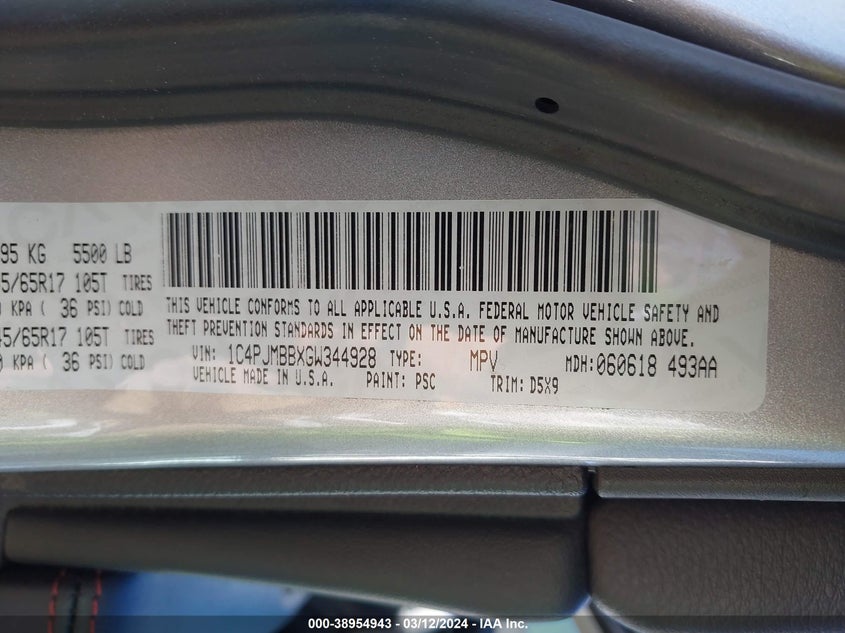 95 KG 5500 LB
5/65R17 105T TIRES
KPA ( 36 PSI) COLD
45/65R17 105T TIRES
0 KPA ( 36 PSI) COLD
THIS VEHICLE CONFORMS TO ALL APPLICABLE U.S.A. FEDERAL MOTOR VEHICLE SAFETY AND
THEFT PREVENTION STANDARDS IN EFFECT ON THE DATE OF MANUFACTURE SHOWN ABOVE.
VIN: 1C4PJMBBXGW344928 TYPE: MPV MDH:060618 493AA
VEHICLE MADE IN U.S.A. PAINT: PSC TRIM: D5X9
000-38954943 - 03/12/2024 - IAA Inc.